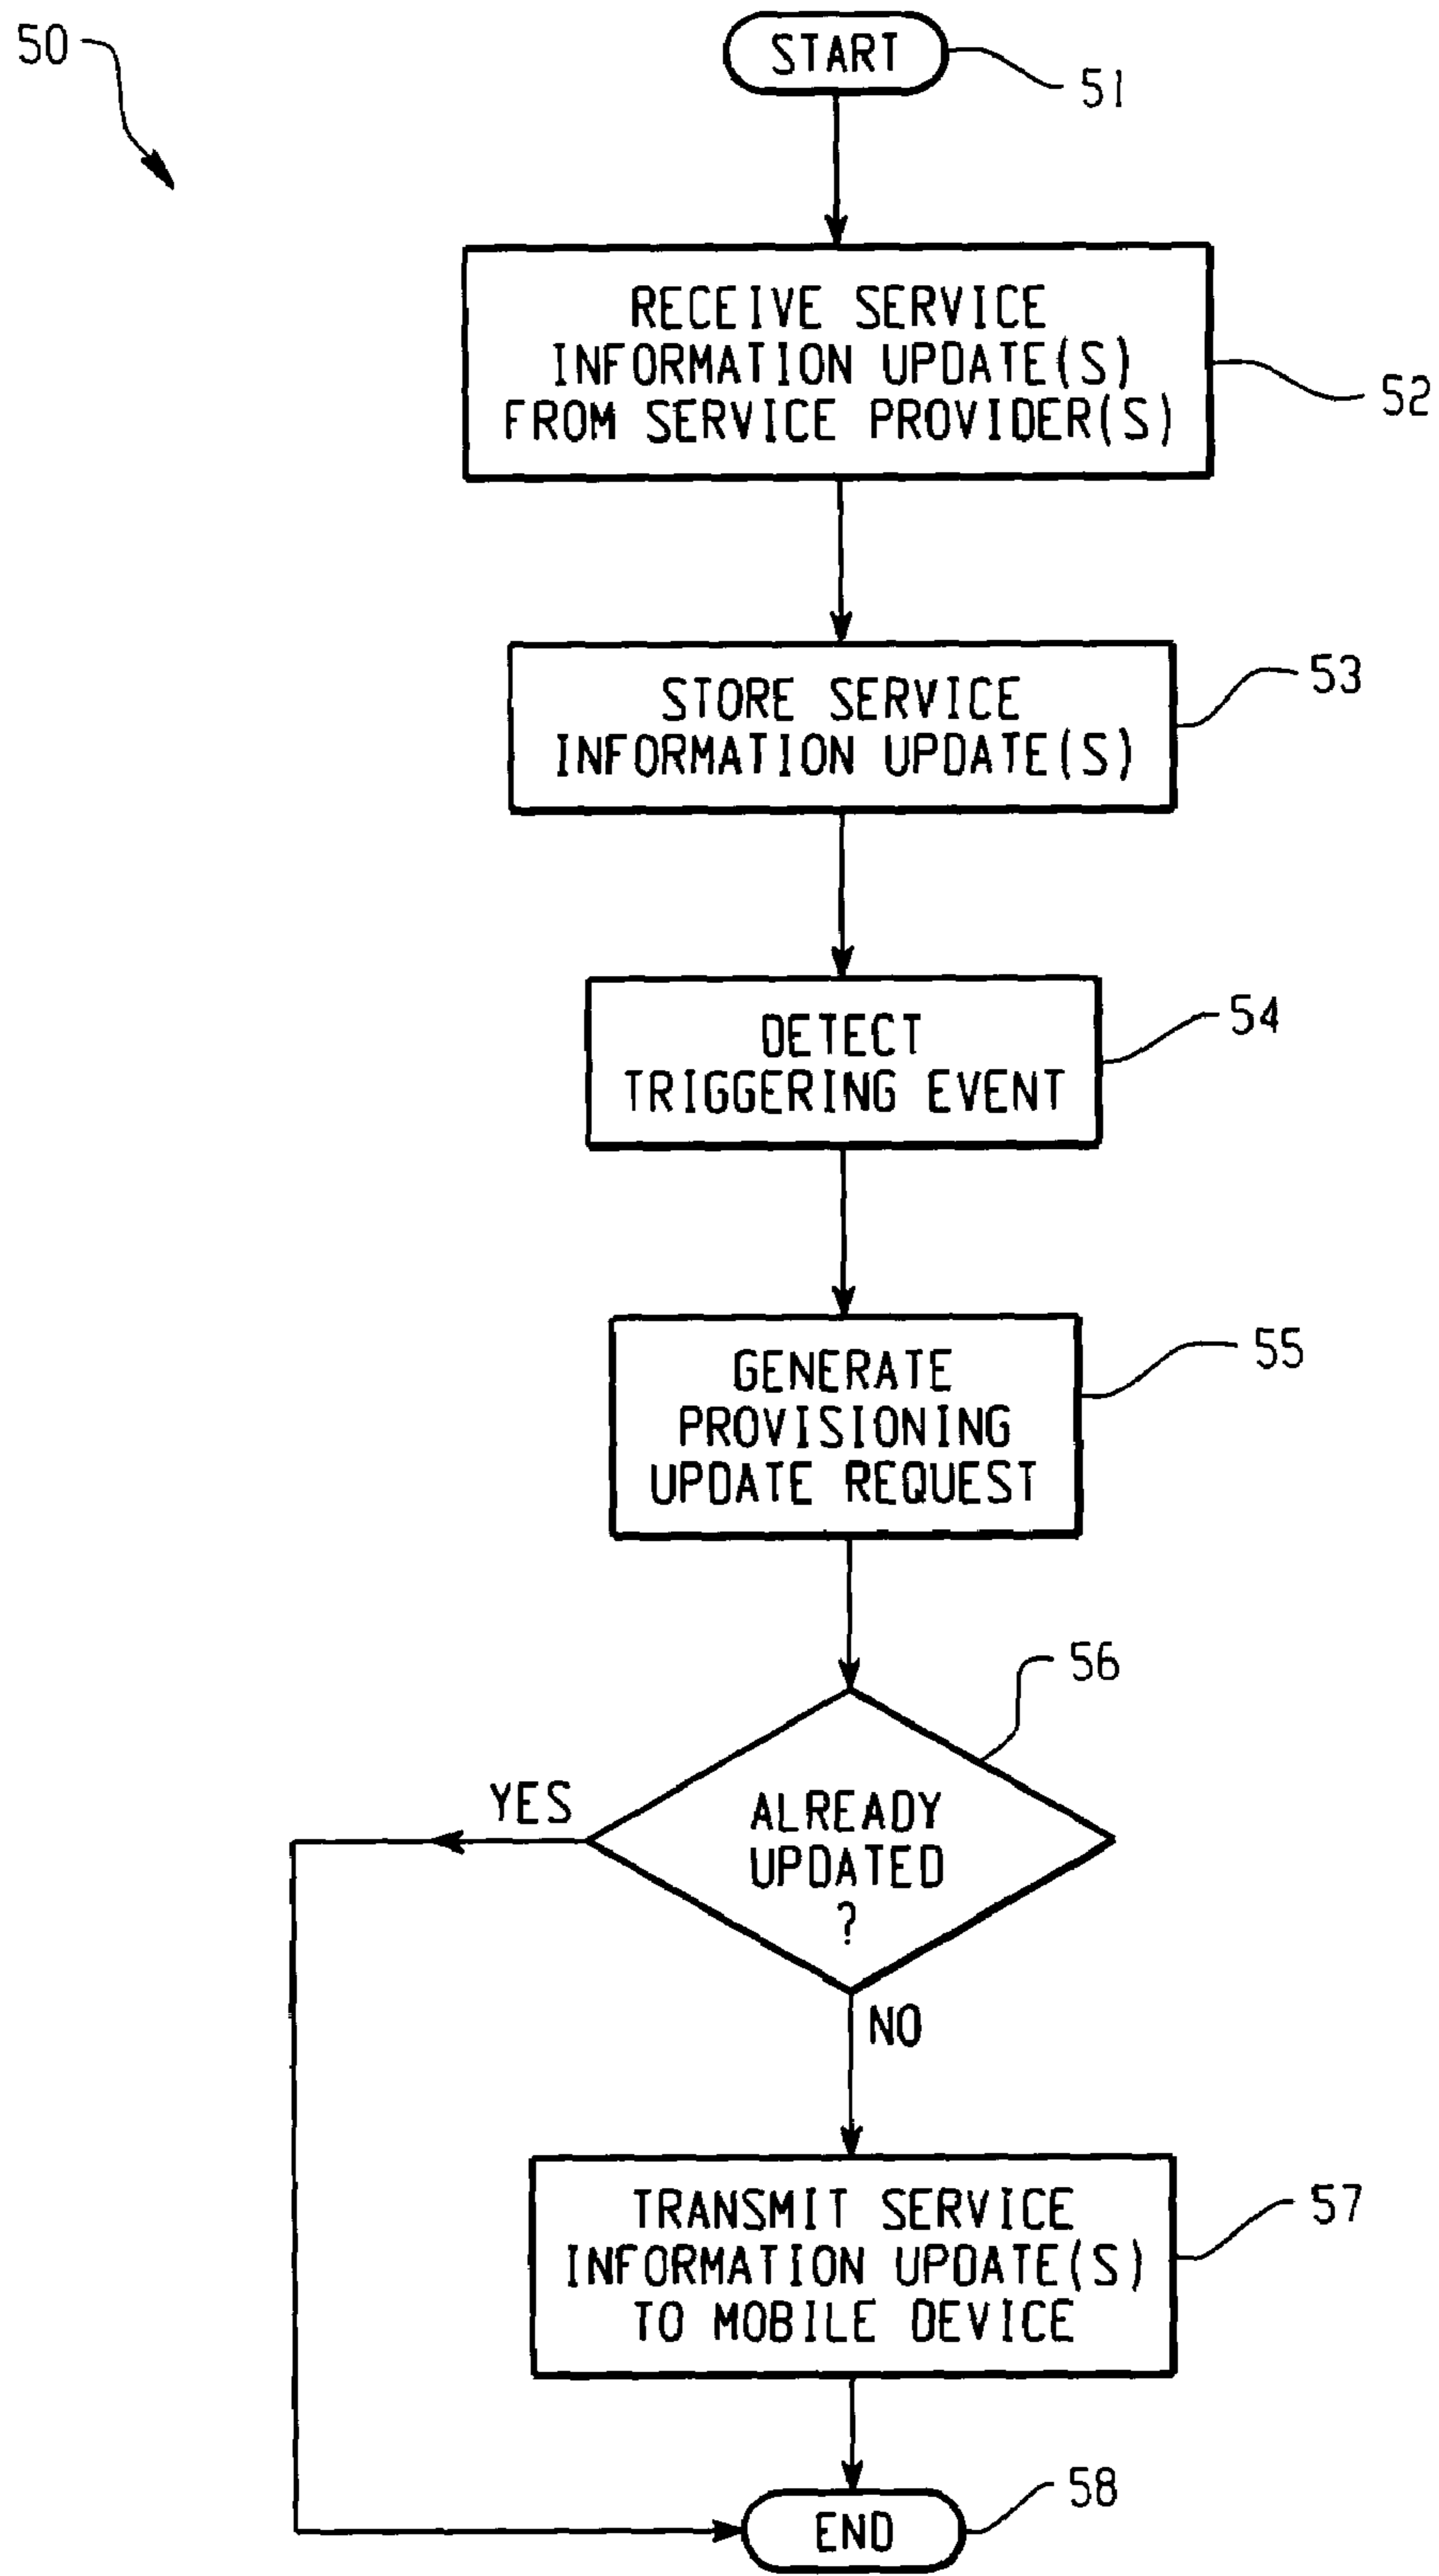 50
START
51
RECEIVE SERVICE
INFORMATION UPDATE(S)
FROM SERVICE PROVIDER(S)
52
STORE SERVICE
INFORMATION UPDATE(S)
53
DETECT
TRIGGERING EVENT
54
GENERATE
PROVISIONING
UPDATE REQUEST
55
56
YES
ALREADY
UPDATED
?
NO
TRANSMIT SERVICE
INFORMATION UPDATE(S)
TO MOBILE DEVICE
57
END
58